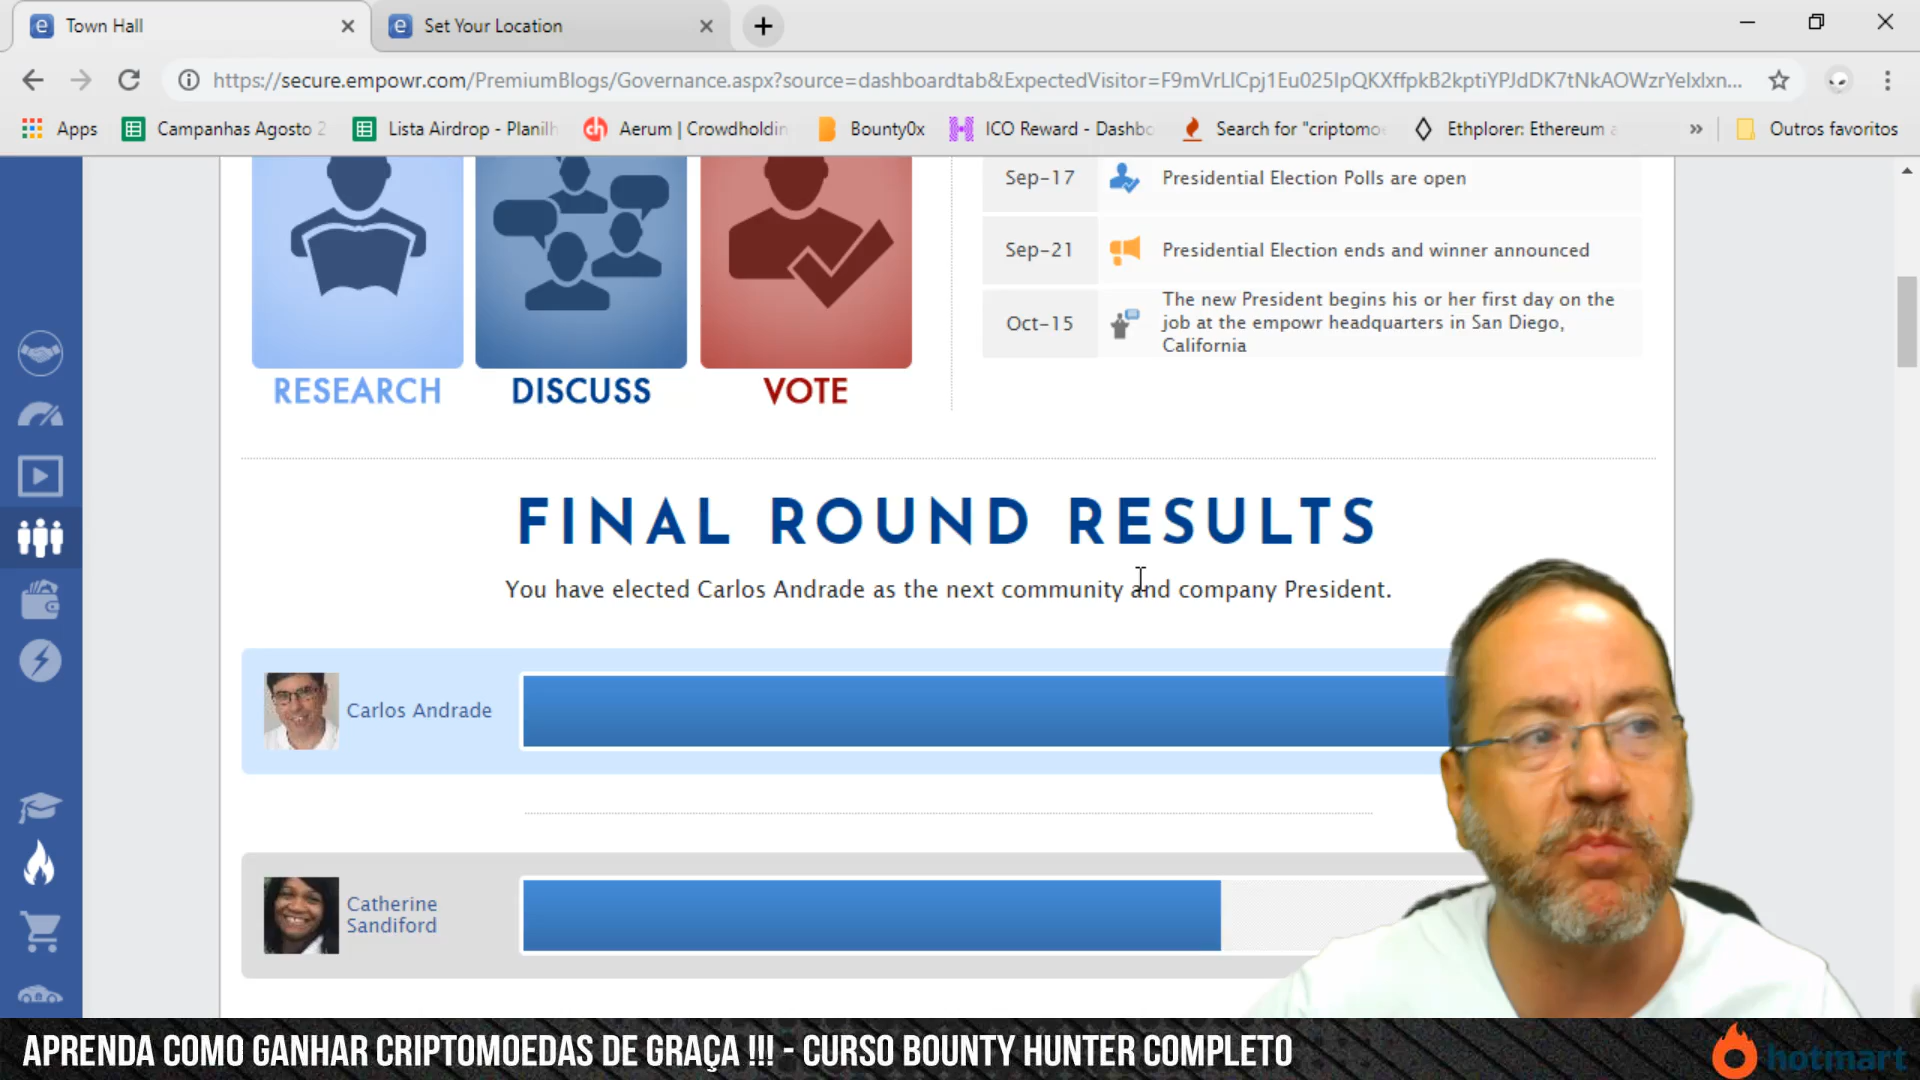 Town Hall
Set Your Location
https://secure.empowr.com/PremiumBlogs/Governance.aspx?source=dashboardtab&ExpectedVisitor=
Apps
Campanhas Agosto 2
Lista Airdrop - Planilh
Aerum | Crowdholdin
Bounty0x
ICO Reward - Dashbo
Search for "criptomo
Ethplorer: Ethereum a
»
Outros favoritos
Sep-17
Presidential Election Polls are open
Sep-21
Presidential Election ends and winner announced
Oct-15
The new President begins his or her first day on the
job at the empowr headquarters in San Diego,
California
RESEARCH
DISCUSS
VOTE
FINAL ROUND RESULTS
You have elected Carlos Andrade as the next community and company President.
Carlos Andrade
Catherine
Sandiford
APRENDA COMO GANHAR CRIPTOMOEDAS DE GRAÇA !!! - CURSO BOUNTY HUNTER COMPLETO
hotmart